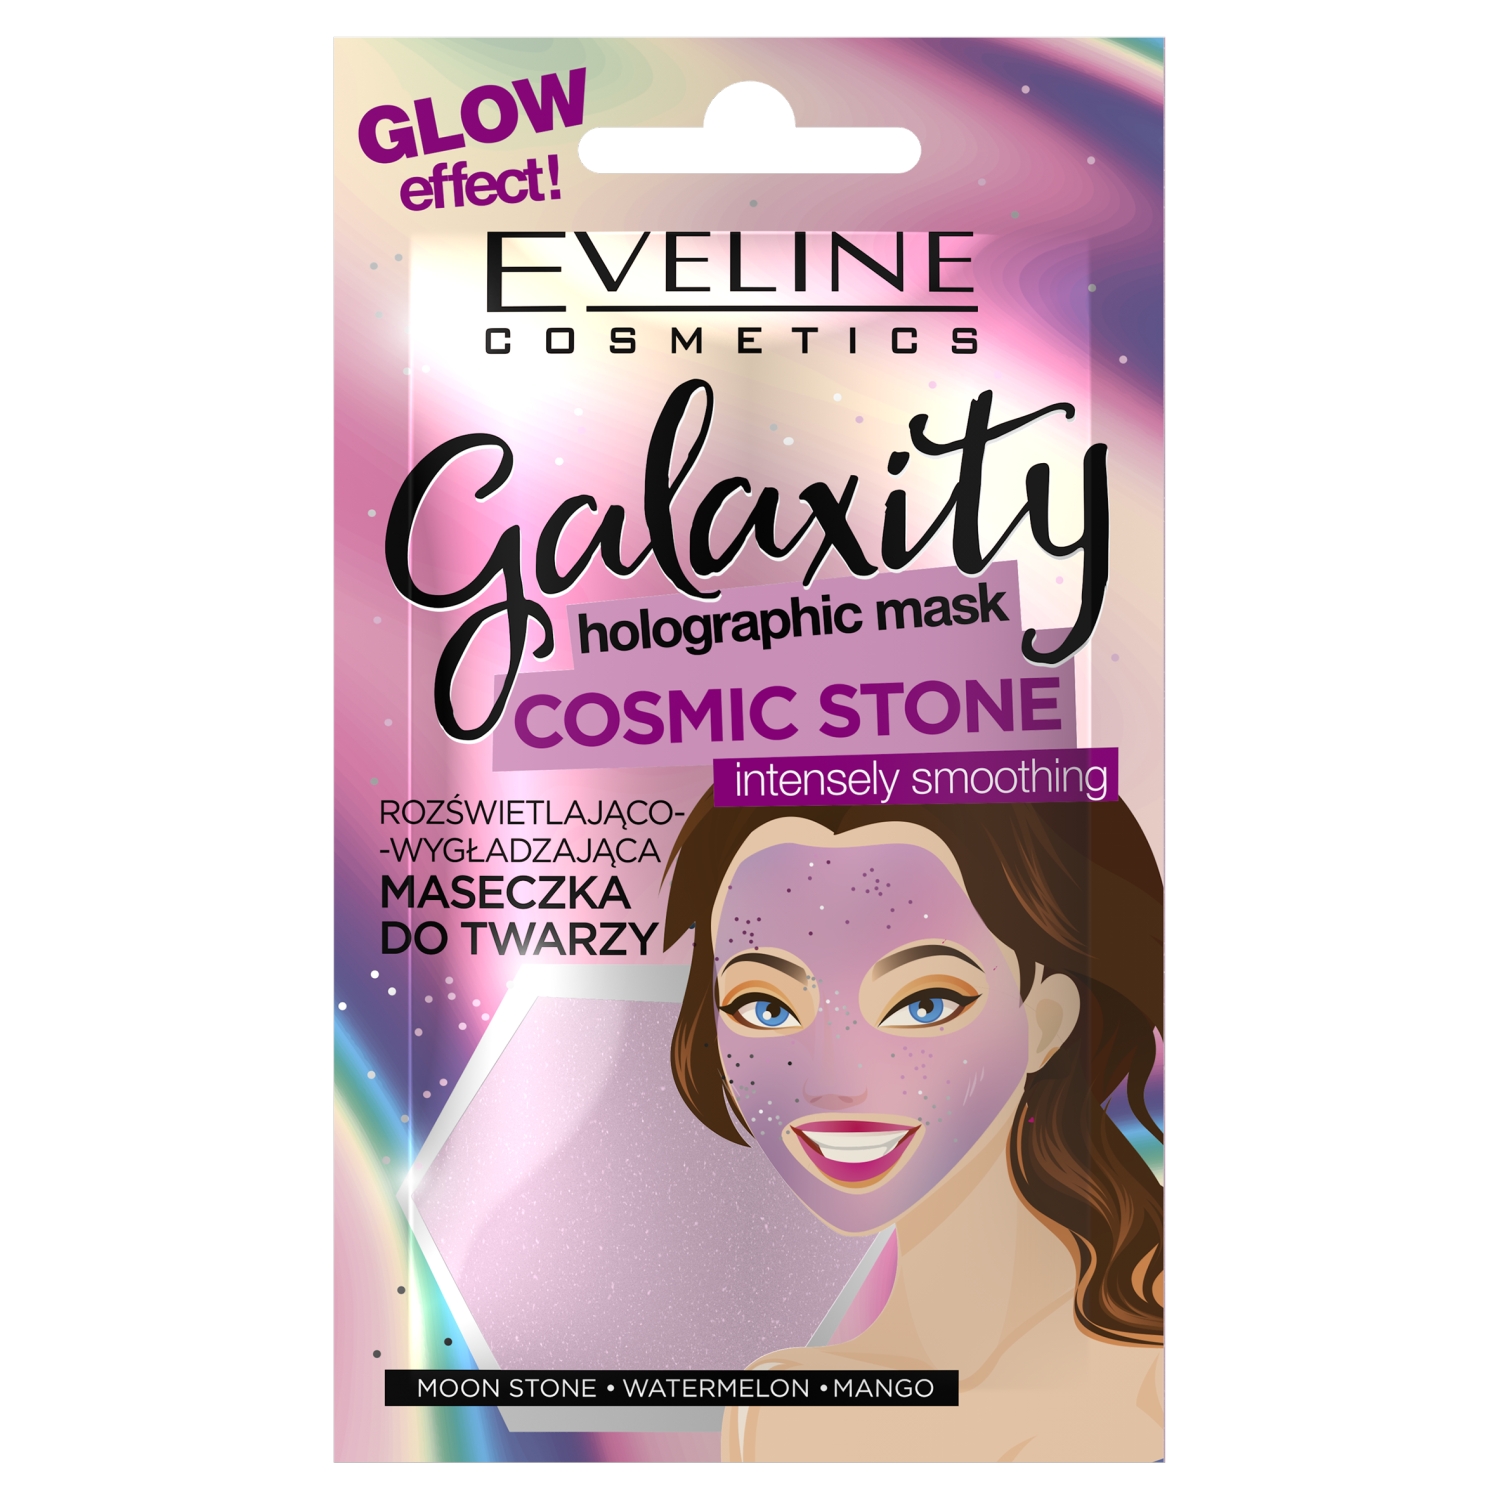 GLOW
effect!
EVELINE
COSMETICS
Galaxity
holographic mask
COSMIC STONE
intensely smoothing
ROZŚWIETLAJĄCO-
-WYGŁADZAJĄCA
MASECZKA
DO TWARZY
MOON STONE • WATERMELON • MANGO